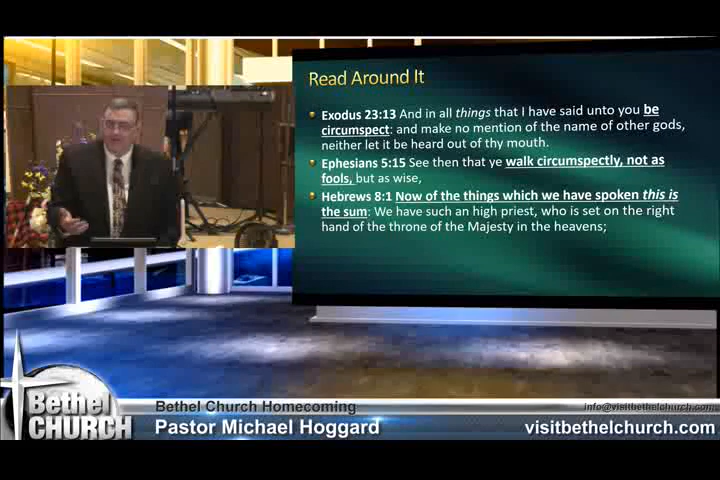 Read Around It
Exodus 23:13 And in all things that I have said unto you be
circumspect: and make no mention of the name of other gods,
neither let it be heard out of thy mouth.
Ephesians 5:15 See then that ye walk circumspectly, not as
fools, but as wise,
Hebrews 8:1 Now of the things which we have spoken this is
the sum: We have such an high priest, who is set on the right
hand of the throne of the Majesty in the heavens;
Bethel
CHURCH
Bethel Church Homecoming
info@visitbethelchurch.com
Pastor Michael Hoggard
visitbethelchurch.com